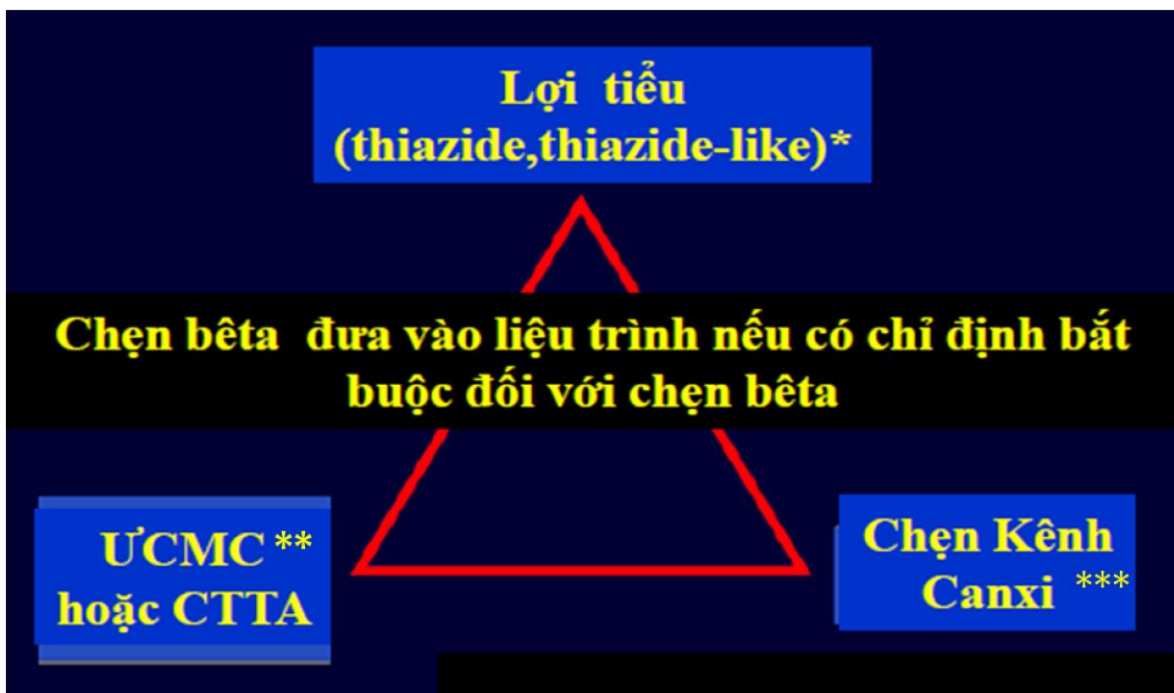 Lợi tiểu
(thiazide,thiazide-like)*
Chẹn bêta đưa vào liệu trình nếu có chỉ định bắt
buộc đối với chẹn bêta
ƯCMC **
hoặc CTTA
Chẹn Kênh
Canxi ***